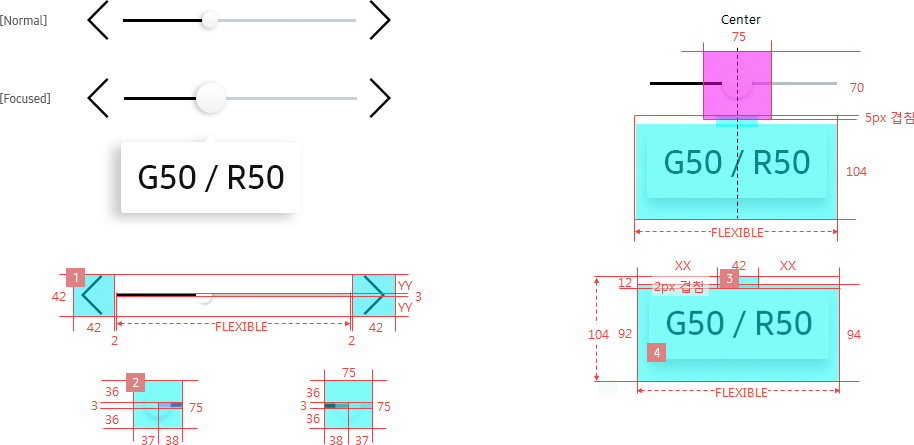 [Normal]
[Focused]
G50 / R50
Center
75
70
5px 겹침
G50 / R50
104
FLEXIBLE
1
42
YY
3
YY
42
FLEXIBLE
42
2
2
XX
42
XX
12
3
2px 겹침
G50 / R50
104
92
94
4
FLEXIBLE
2
36
3
36
75
37
38
75
36
3
36
75
38
37